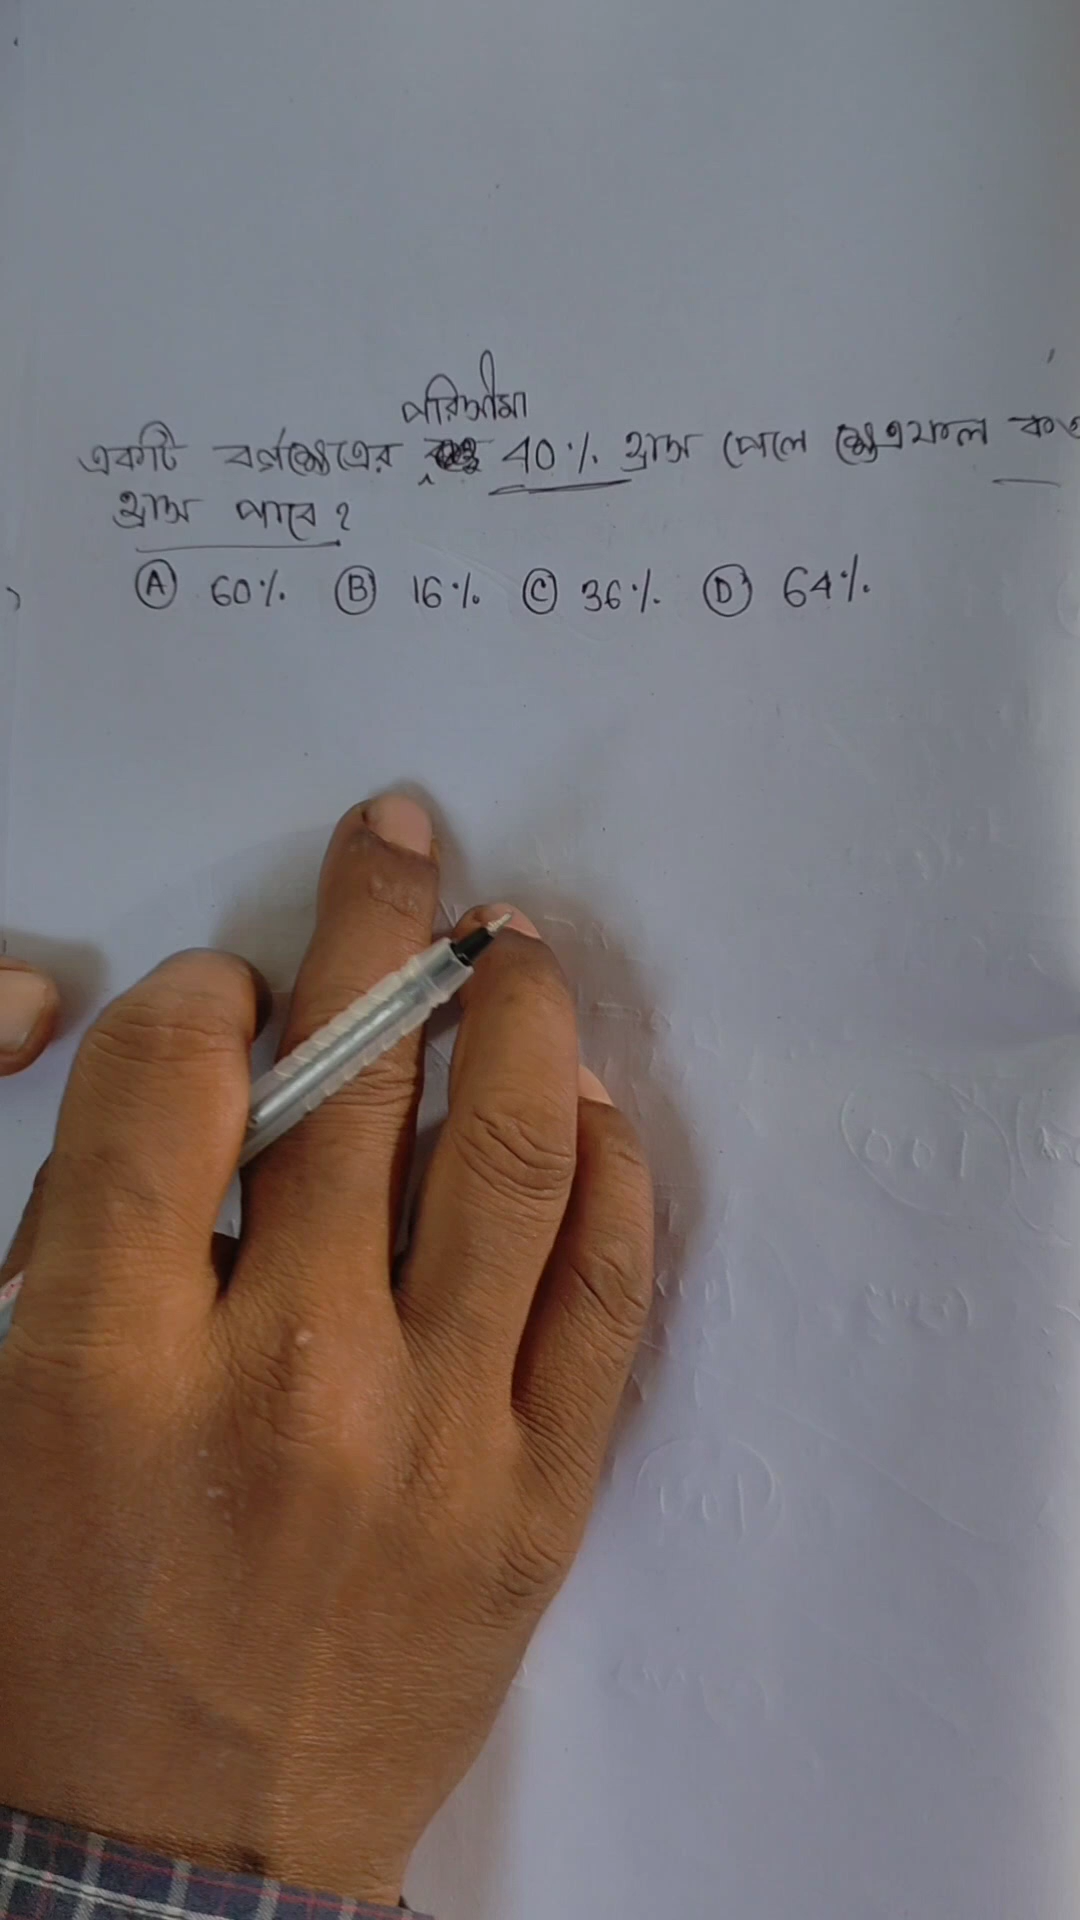 পরিসীমা
একটি বর্গক্ষেত্রের 40% হ্রাস পেলে ক্ষেত্রফল কত
হ্রাস পাবে?
Ⓐ 60% Ⓑ 16% Ⓒ 36% Ⓓ 64%